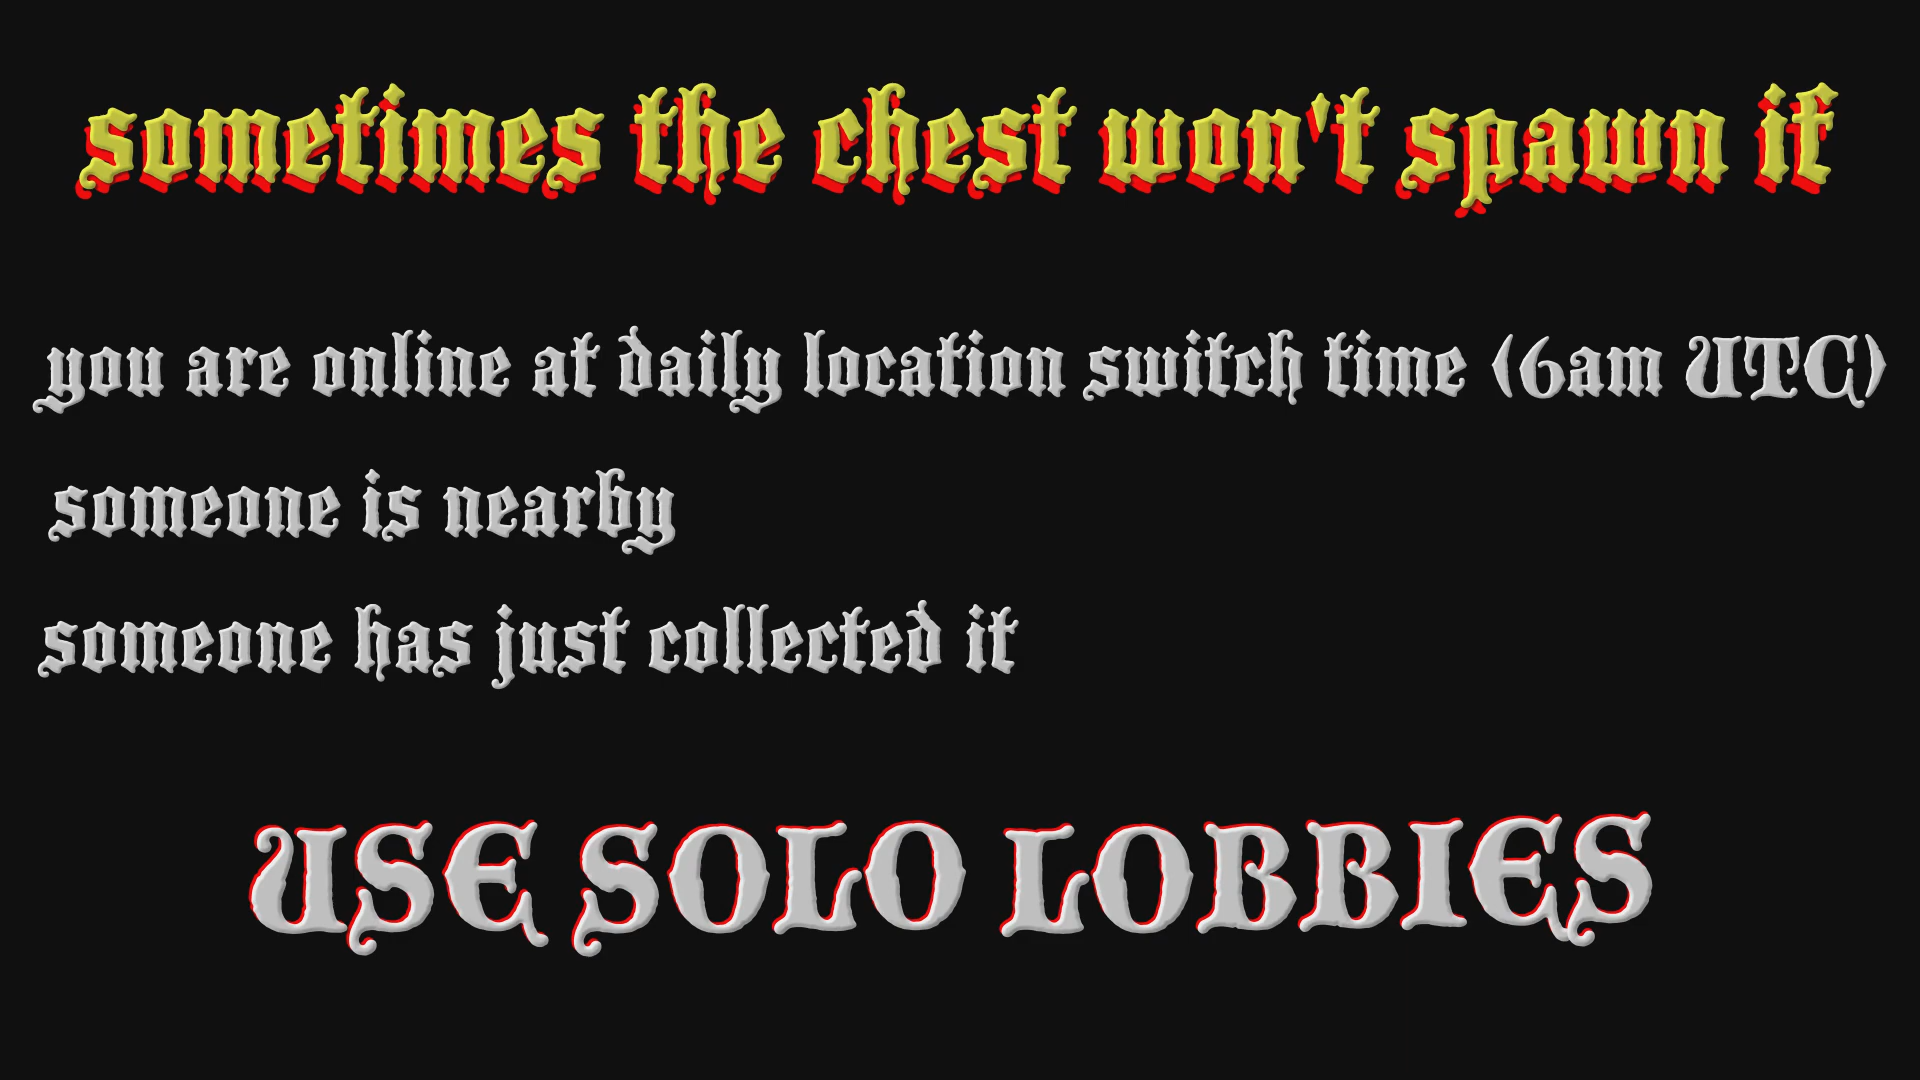 sometimes the chest won't spawn if
you are online at daily location switch time (6am UTC)
someone is nearby
someone has just collected it
USE SOLO LOBBIES